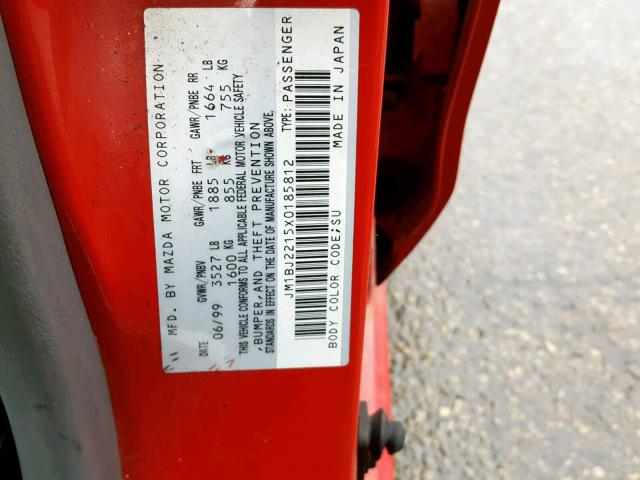 MFD. BY MAZDA MOTOR CORPORATION
DATE GVWR/PNBV GAWR/PNBE FRT GAWR/PNBE RR
06/99 3527 LB 1885 LB 1664 LB
1600 KG 855 KG 755 KG
THIS VEHICLE CONFORMS TO ALL APPLICABLE FEDERAL MOTOR VEHICLE SAFETY
,BUMPER,AND THEFT PREVENTION
STANDARDS IN EFFECT ON THE DATE OF MANUFACTURE SHOWN ABOVE.
JM1BJ2215X0185812 TYPE: PASSENGER
BODY COLOR CODE;SU MADE IN JAPAN